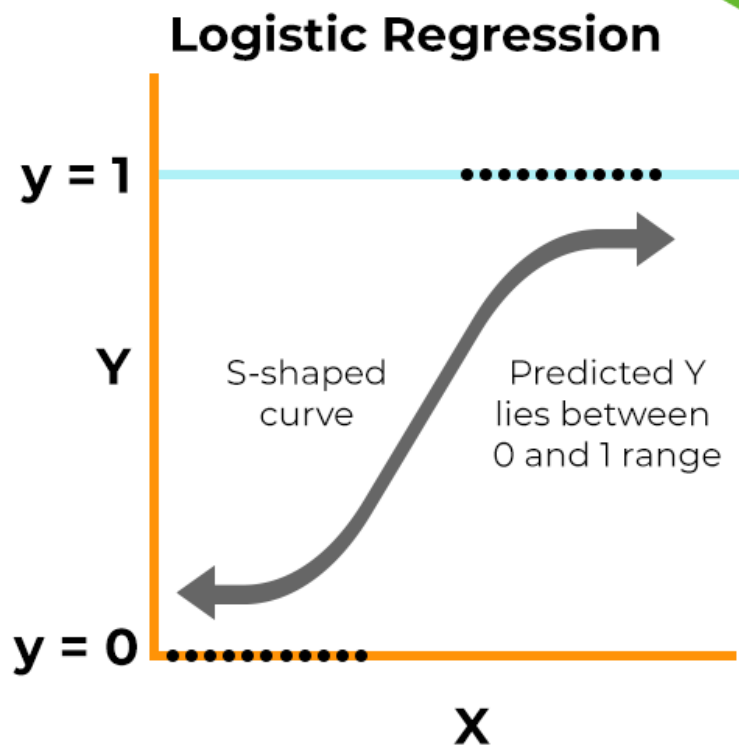 Logistic Regression
y = 1
Y
S-shaped
curve
Predicted Y
lies between
0 and 1 range
y = 0
X